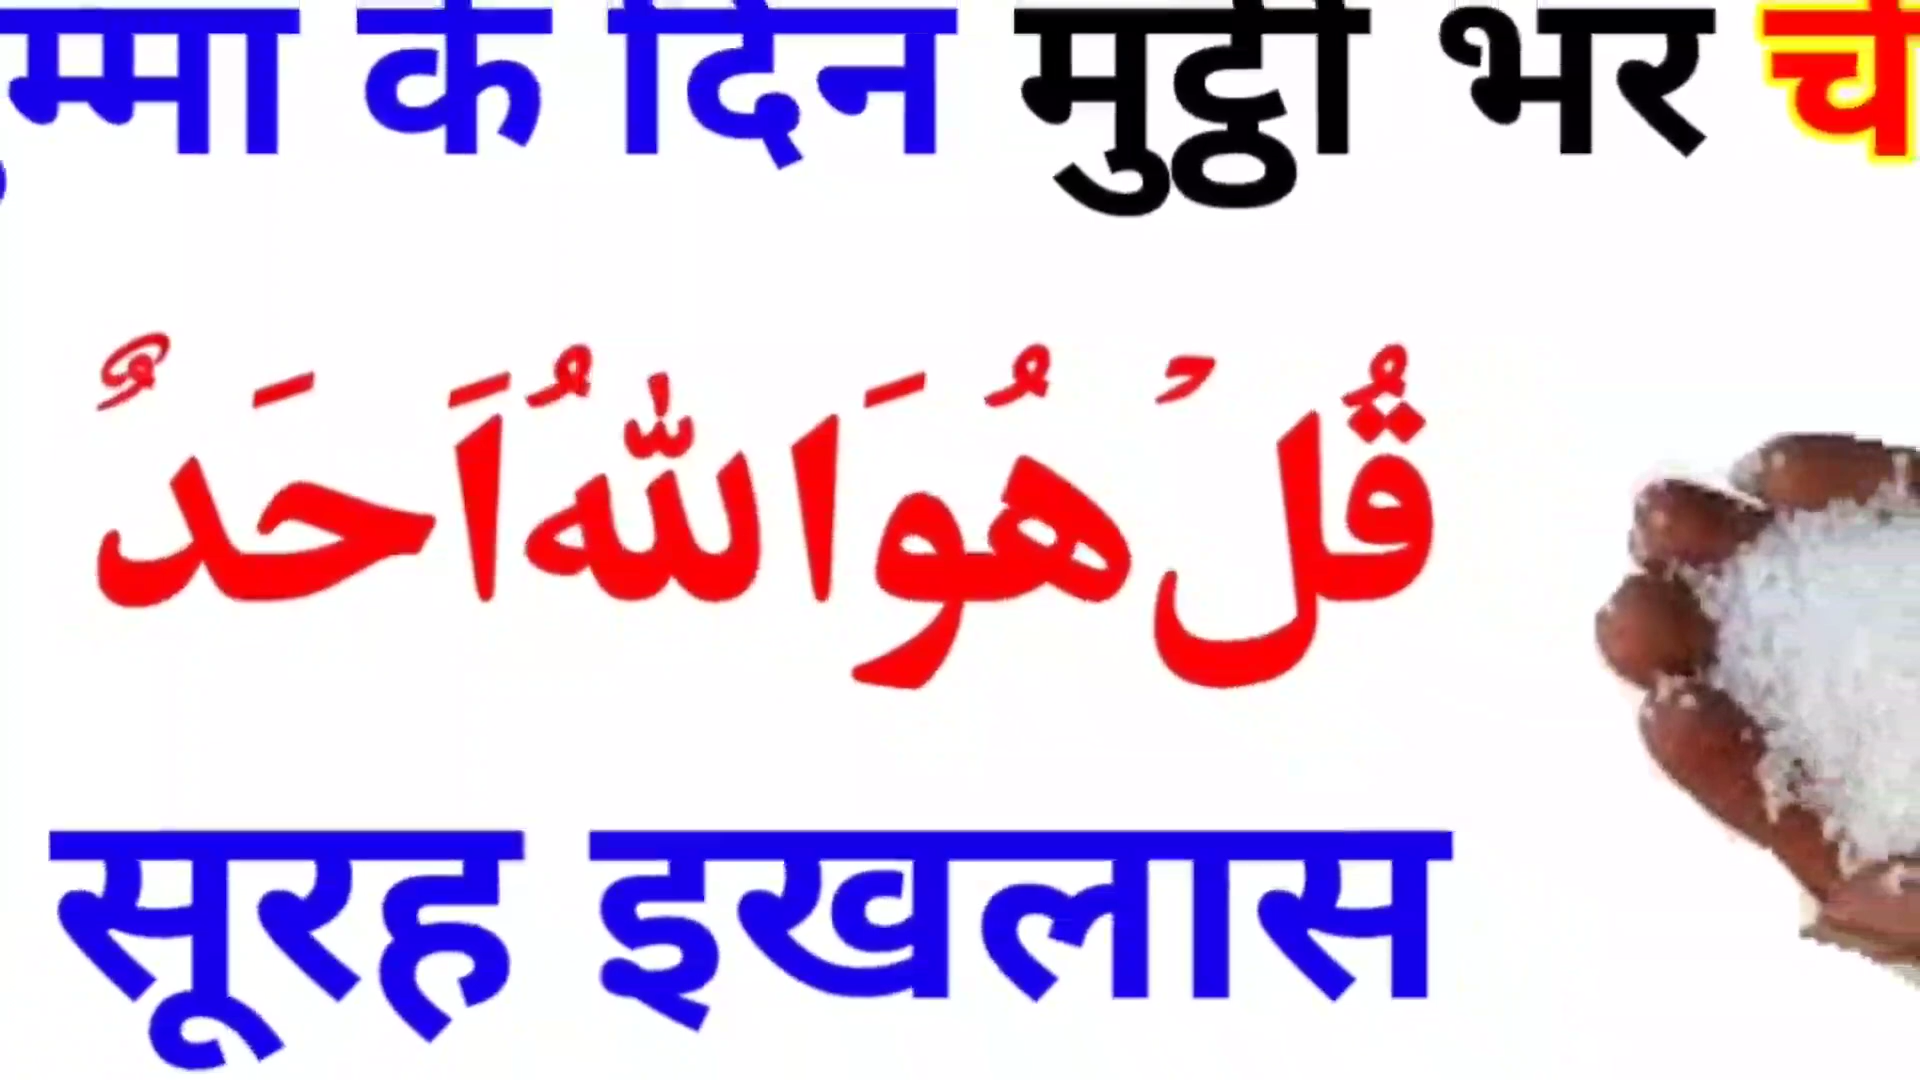 के दिन मुट्ठी भर
قُلْ هُوَ اللّٰهُ اَحَدٌ
सूरह इखलास